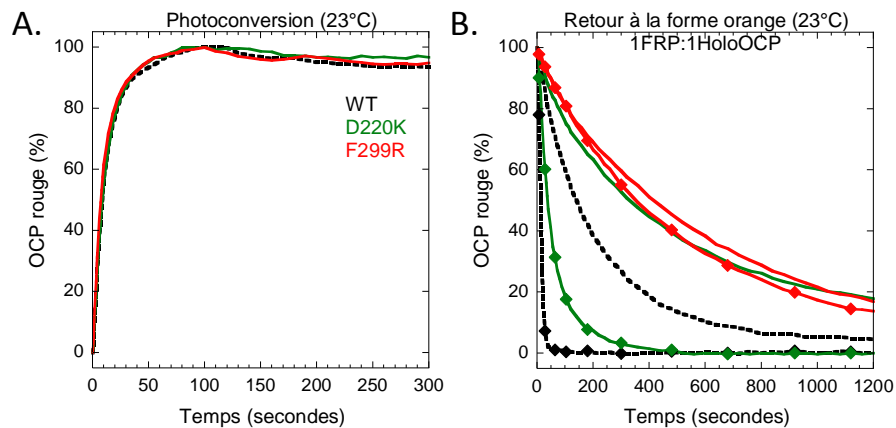 A.
Photoconversion (23°C)
100
80
60
40
20
0
OCP rouge (%)
WT
D220K
F299R
0
50
100
150
200
250
300
Temps (secondes)
B.
Retour à la forme orange (23°C)
1FRP:1HoloOCP
100
80
60
40
20
0
OCP rouge (%)
0
200
400
600
800
1000
1200
Temps (secondes)